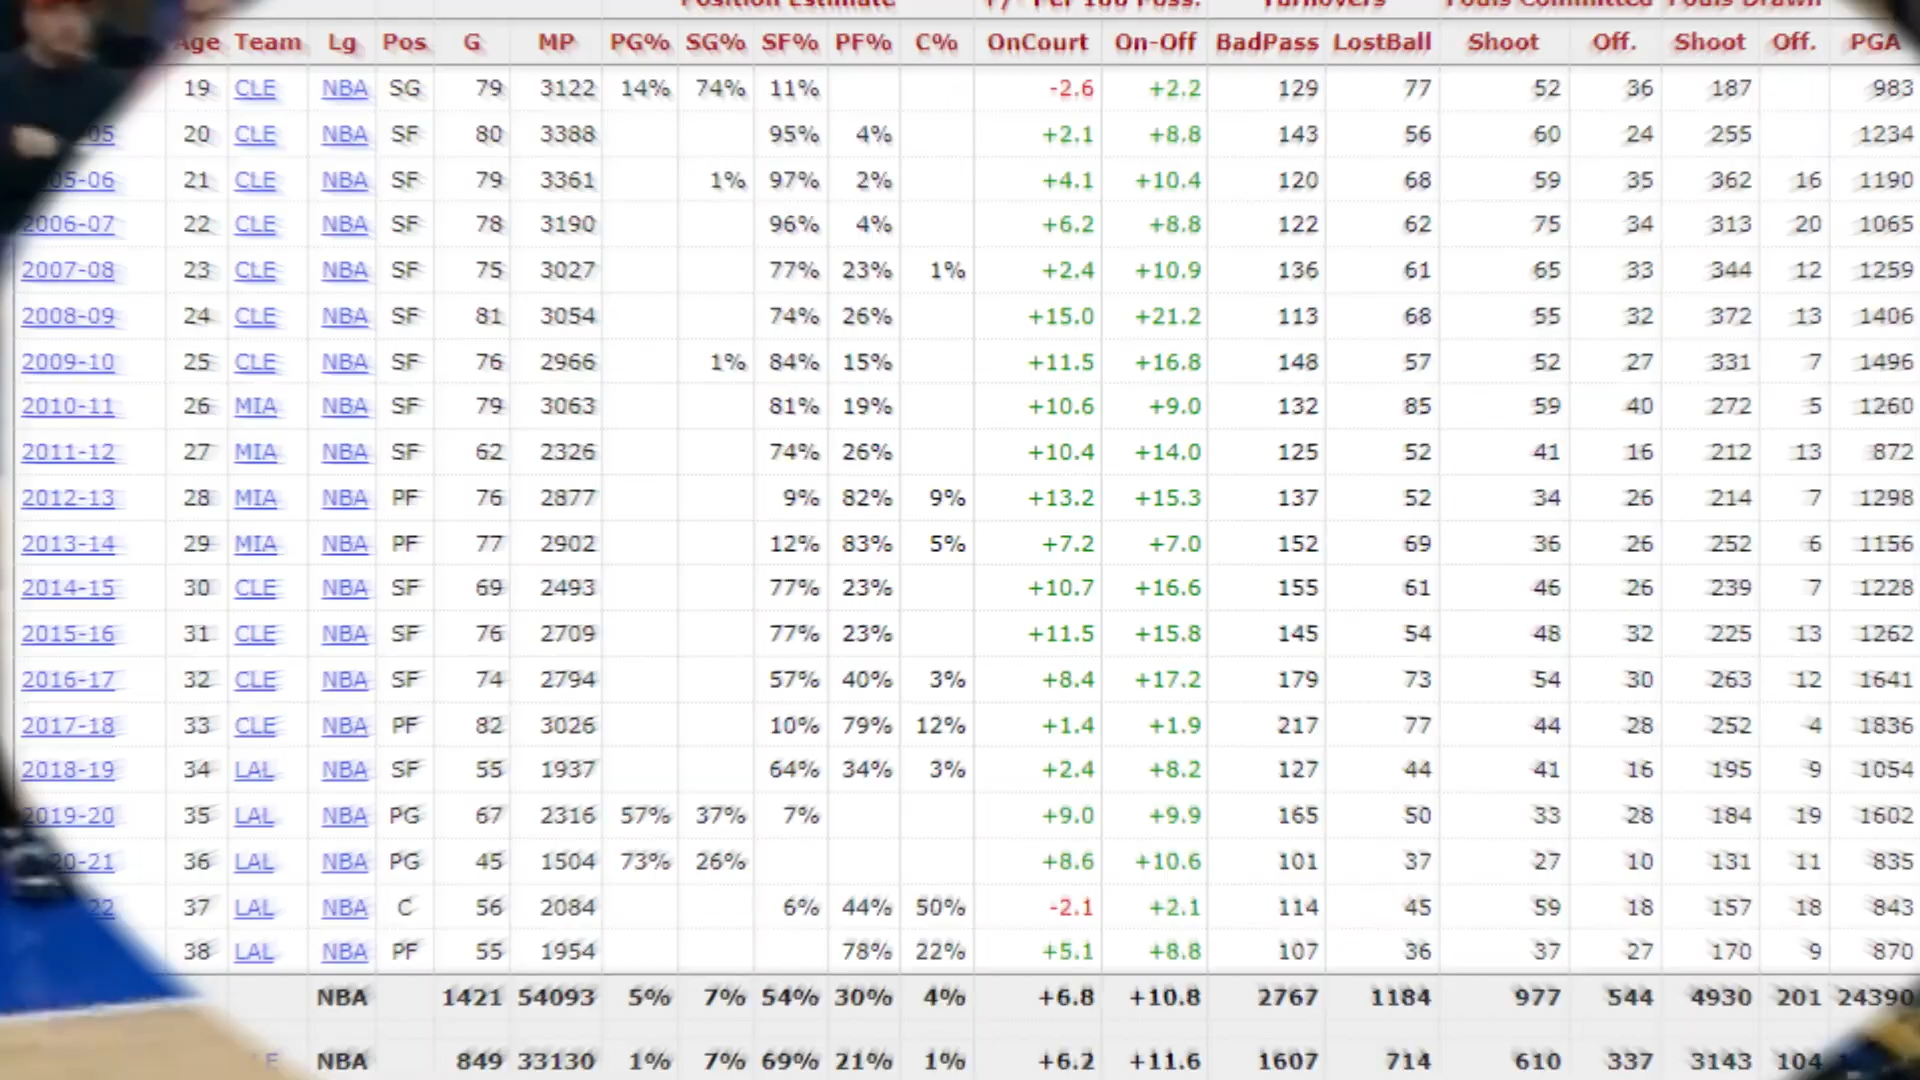 Position Estimate +/- Per 100 Poss. Turnovers Fouls Committed Fouls Drawn
Age Team Lg Pos G MP PG% SG% SF% PF% C% OnCourt On-Off BadPass LostBall Shoot Off. Shoot Off. PGA
19 CLE NBA SG 79 3122 14% 74% 11% -2.6 +2.2 129 77 52 36 187 983
05 20 CLE NBA SF 80 3388 95% 4% +2.1 +8.8 143 56 60 24 255 1234
05-06 21 CLE NBA SF 79 3361 1% 97% 2% +4.1 +10.4 120 68 59 35 362 16 1190
2006-07 22 CLE NBA SF 78 3190 96% 4% +6.2 +8.8 122 62 75 34 313 20 1065
2007-08 23 CLE NBA SF 75 3027 77% 23% 1% +2.4 +10.9 136 61 65 33 344 12 1259
2008-09 24 CLE NBA SF 81 3054 74% 26% +15.0 +21.2 113 68 55 32 372 13 1406
2009-10 25 CLE NBA SF 76 2966 1% 84% 15% +11.5 +16.8 148 57 52 27 331 7 1496
2010-11 26 MIA NBA SF 79 3063 81% 19% +10.6 +9.0 132 85 59 40 272 5 1260
2011-12 27 MIA NBA SF 62 2326 74% 26% +10.4 +14.0 125 52 41 16 212 13 872
2012-13 28 MIA NBA PF 76 2877 9% 82% 9% +13.2 +15.3 137 52 34 26 214 7 1298
2013-14 29 MIA NBA PF 77 2902 12% 83% 5% +7.2 +7.0 152 69 36 26 252 6 1156
2014-15 30 CLE NBA SF 69 2493 77% 23% +10.7 +16.6 155 61 46 26 239 7 1228
2015-16 31 CLE NBA SF 76 2709 77% 23% +11.5 +15.8 145 54 48 32 225 13 1262
2016-17 32 CLE NBA SF 74 2794 57% 40% 3% +8.4 +17.2 179 73 54 30 263 12 1641
2017-18 33 CLE NBA PF 82 3026 10% 79% 12% +1.4 +1.9 217 77 44 28 252 4 1836
2018-19 34 LAL NBA SF 55 1937 64% 34% 3% +2.4 +8.2 127 44 41 16 195 9 1054
2019-20 35 LAL NBA PG 67 2316 57% 37% 7% +9.0 +9.9 165 50 33 28 184 19 1602
20-21 36 LAL NBA PG 45 1504 73% 26% +8.6 +10.6 101 37 27 10 131 11 835
22 37 LAL NBA C 56 2084 6% 44% 50% -2.1 +2.1 114 45 59 18 157 18 843
38 LAL NBA PF 55 1954 78% 22% +5.1 +8.8 107 36 37 27 170 9 870
NBA 1421 54093 5% 7% 54% 30% 4% +6.8 +10.8 2767 1184 977 544 4930 201 24390
NBA 849 33130 1% 7% 69% 21% 1% +6.2 +11.6 1607 714 610 337 3143 104